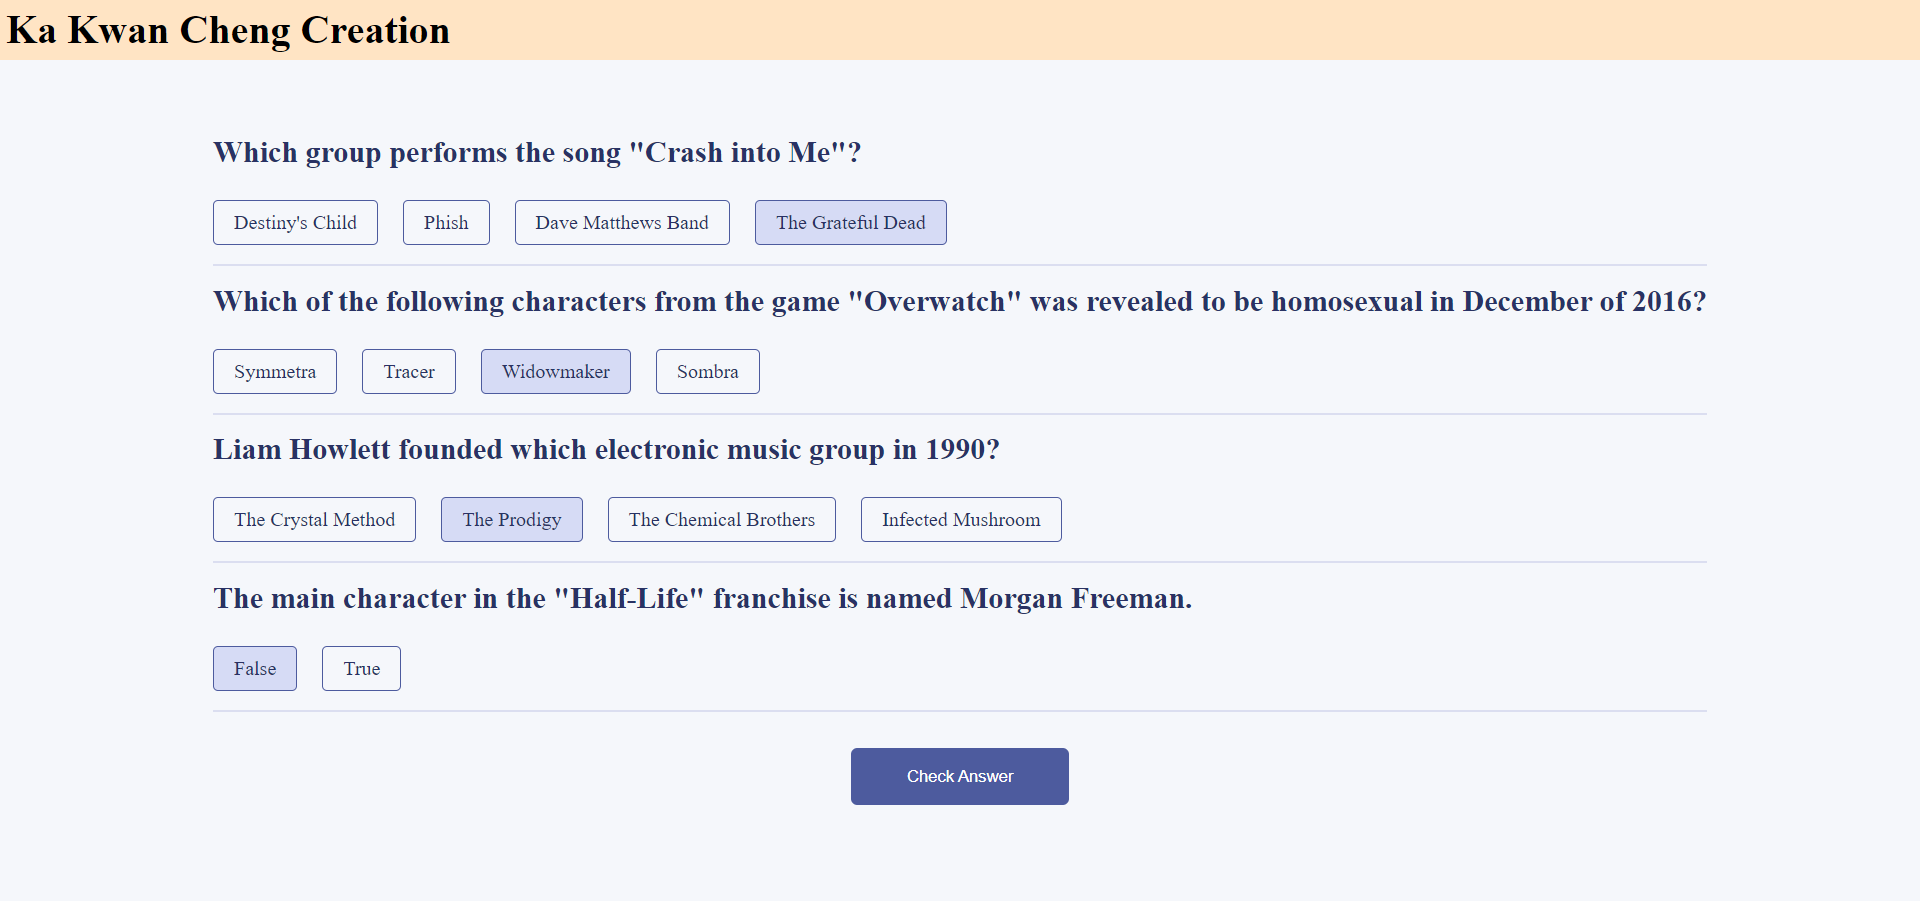 Ka Kwan Cheng Creation
Which group performs the song "Crash into Me"?
Destiny's Child Phish Dave Matthews Band The Grateful Dead
Which of the following characters from the game "Overwatch" was revealed to be homosexual in December of 2016?
Symmetra Tracer Widowmaker Sombra
Liam Howlett founded which electronic music group in 1990?
The Crystal Method The Prodigy The Chemical Brothers Infected Mushroom
The main character in the "Half-Life" franchise is named Morgan Freeman.
False True
Check Answer